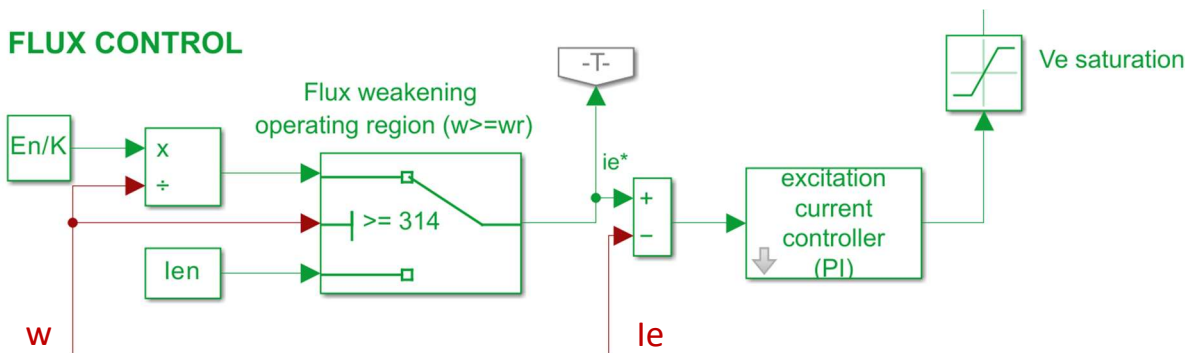 FLUX CONTROL
-T-
Ve saturation
Flux weakening
operating region (w>=wr)
En/K
x
÷
ie*
>= 314
+
−
excitation
current
controller
(PI)
Ien
w
Ie